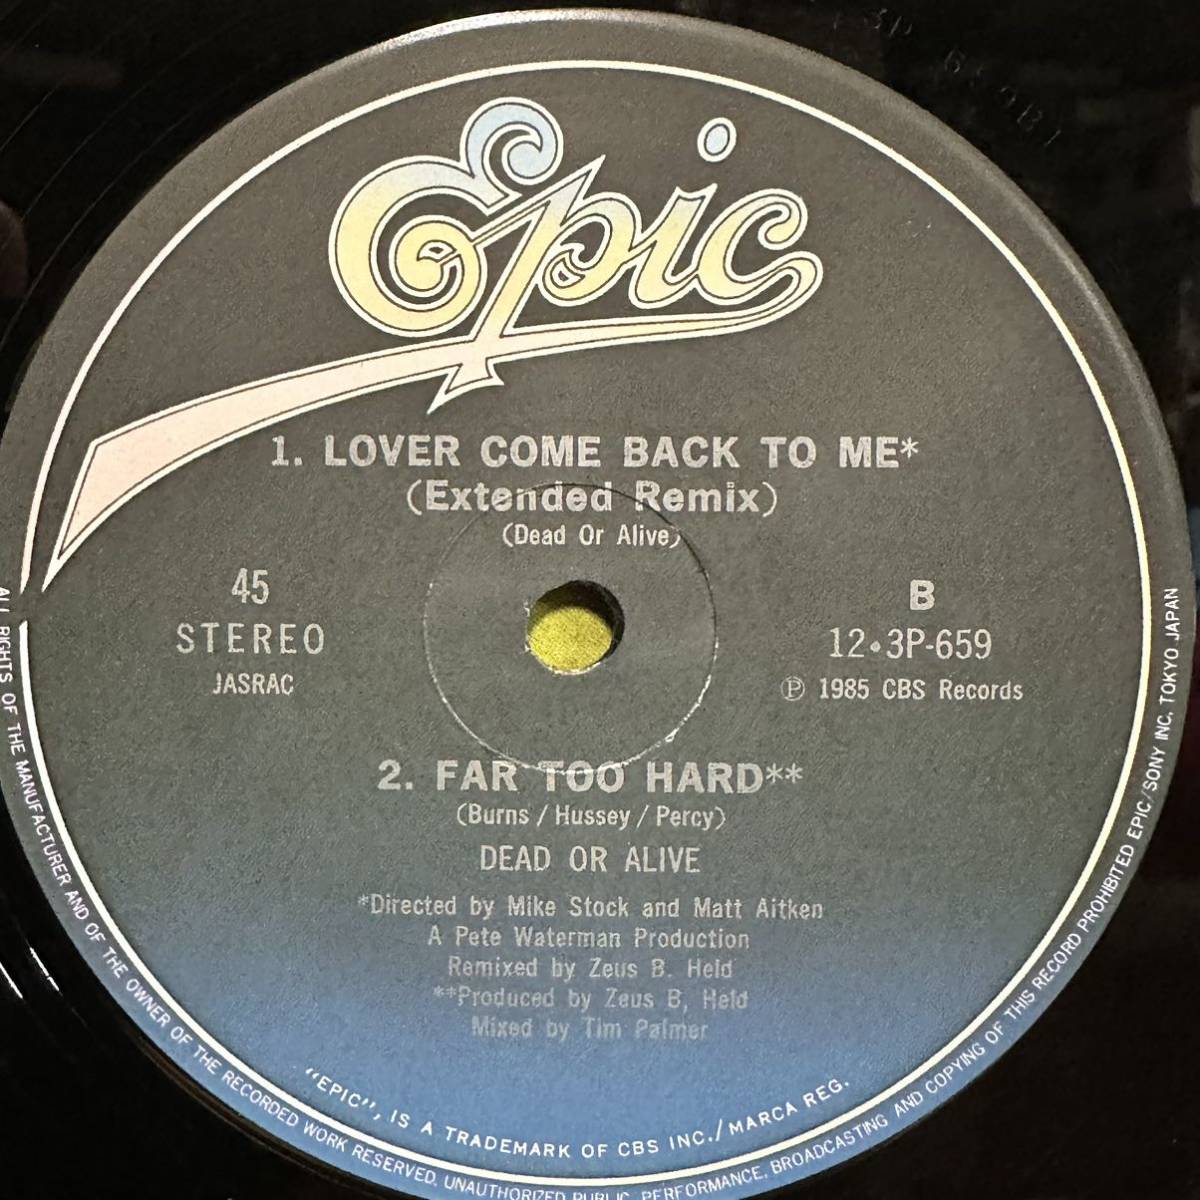 Epic
1. LOVER COME BACK TO ME*
(Extended Remix)
(Dead Or Alive)
45
STEREO
JASRAC
B
12•3P-659
Ⓟ 1985 CBS Records
2. FAR TOO HARD**
(Burns / Hussey / Percy)
DEAD OR ALIVE
*Directed by Mike Stock and Matt Aitken
A Pete Waterman Production
Remixed by Zeus B. Held
**Produced by Zeus B, Held
Mixed by Tim Palmer
"EPIC", IS A TRADEMARK OF CBS INC./MARCA REG.
ALL RIGHTS OF THE MANUFACTURER AND OF THE OWNER OF THE RECORDED WORK RESERVED. UNAUTHORIZED PUBLIC PERFORMANCE, BROADCASTING AND COPYING OF THIS RECORD PROHIBITED EPIC/SONY INC. TOKYO JAPAN